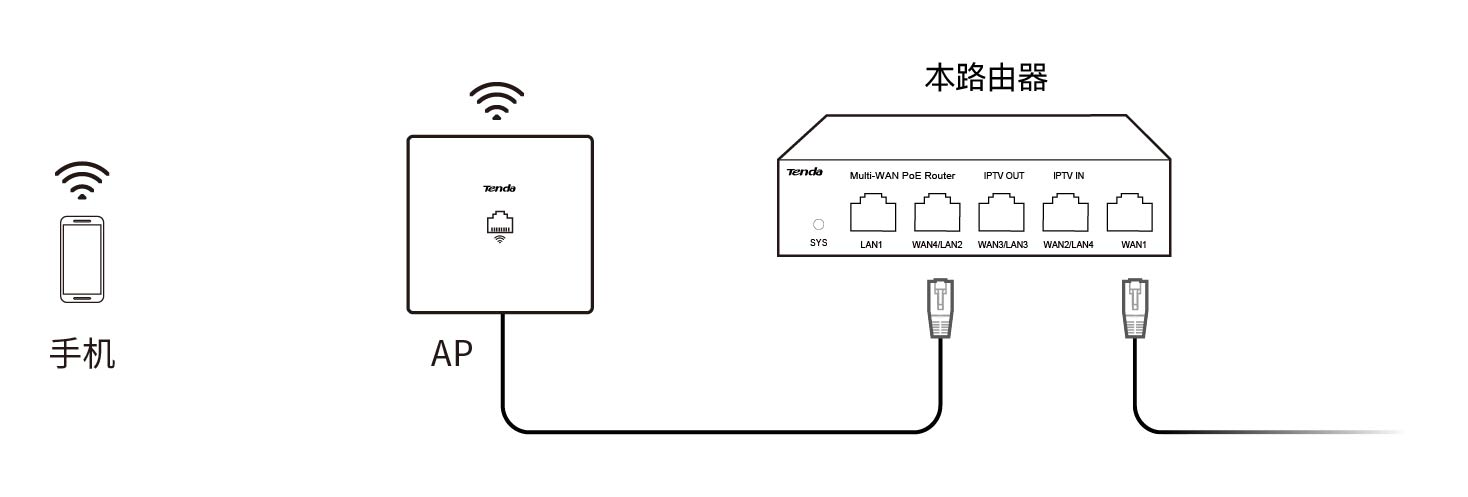 本路由器
Tenda
Multi-WAN PoE Router IPTV OUT IPTV IN
SYS
LAN1 WAN4/LAN2 WAN3/LAN3 WAN2/LAN4 WAN1
Tenda
手机
AP